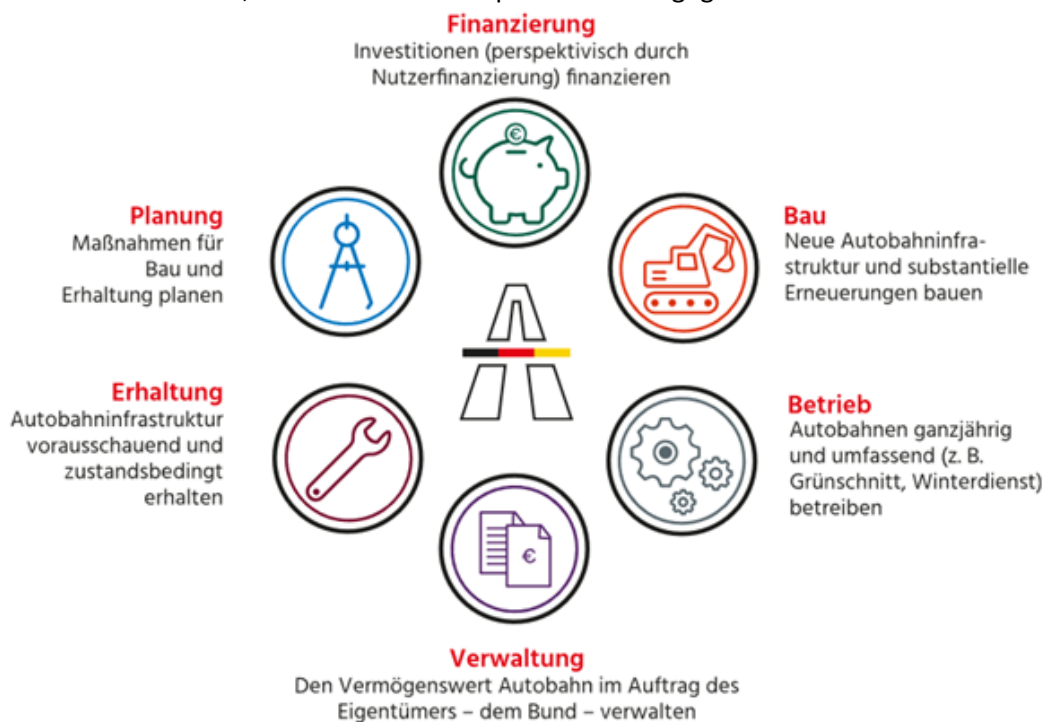 Finanzierung
Investitionen (perspektivisch durch
Nutzerfinanzierung) finanzieren
€
Planung
Maßnahmen für
Bau und
Erhaltung planen
Bau
Neue Autobahninfra-
struktur und substantielle
Erneuerungen bauen
Erhaltung
Autobahninfrastruktur
vorausschauend und
zustandsbedingt
erhalten
Betrieb
Autobahnen ganzjährig
und umfassend (z. B.
Grünschnitt, Winterdienst)
betreiben
€
Verwaltung
Den Vermögenswert Autobahn im Auftrag des
Eigentümers – dem Bund – verwalten